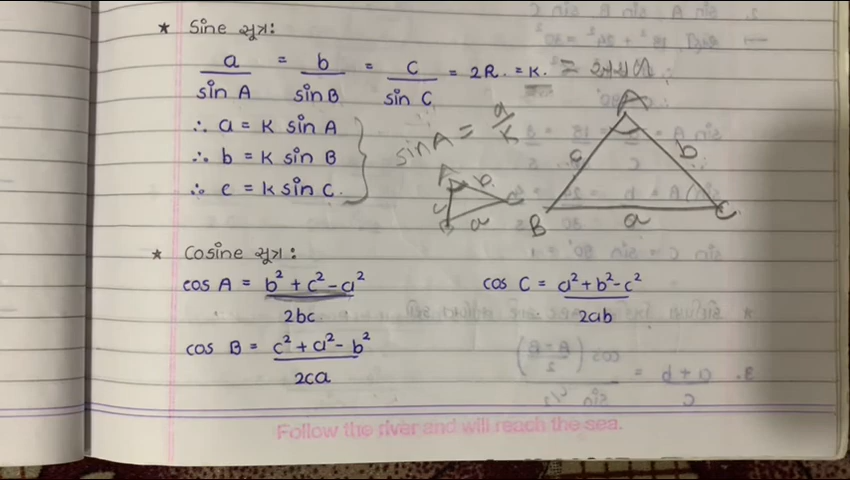 * Sine સૂત્ર:
a/sin A = b/sin B = c/sin C = 2R. = K. = અચળ
∴ a = K sin A
∴ b = K sin B
∴ c = K sin C.
sin A = a/K
A b c a
A c b B a C
* Cosine સૂત્ર:
cos A = b² + c² - a² / 2bc
cos C = a² + b² - c² / 2ab
cos B = c² + a² - b² / 2ca
Follow the river and will reach the sea.